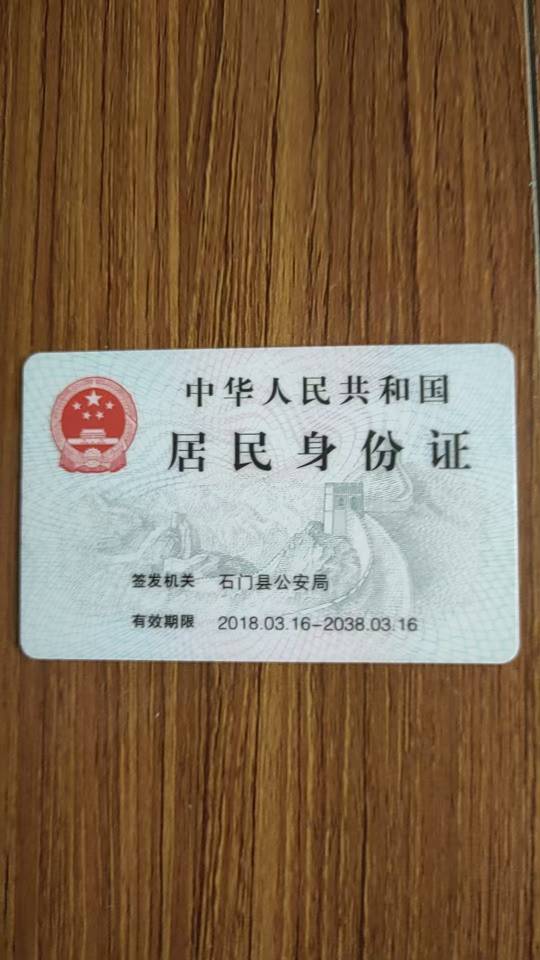 中华人民共和国
居民身份证
签发机关 石门县公安局
有效期限 2018.03.16-2038.03.16